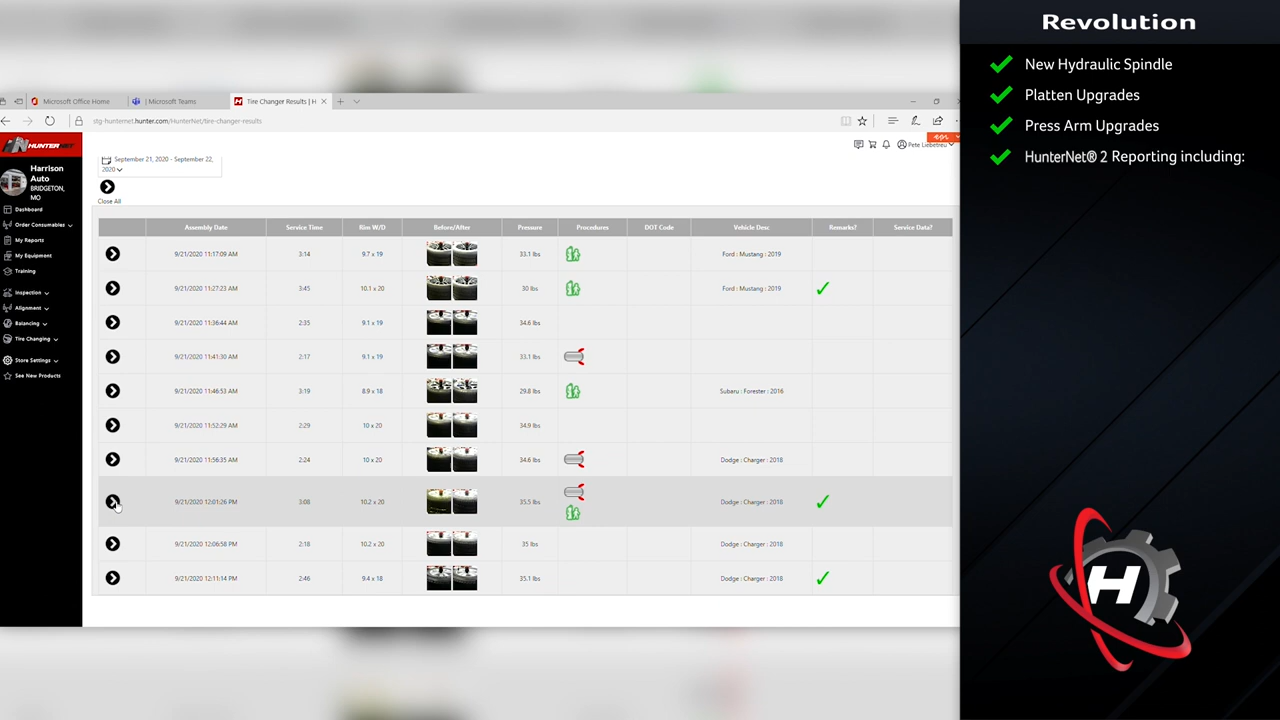 Microsoft Office Home
| Microsoft Teams
Tire Changer Results | H
stg-hunternet.hunter.com/HunterNet/tire-changer-results
HUNTERNET
Harrison
Auto
BRIDGETON,
MO
Dashboard
Order Consumables
My Reports
My Equipment
Training
Inspection
Alignment
Balancing
Tire Changing
Store Settings
See New Products
Pete Liebetreu
September 21, 2020 - September 22,
2020
Close All
Assembly Date Service Time Rim W/D Before/After Pressure Procedures DOT Code Vehicle Desc Remarks? Service Data?
9/21/2020 11:17:09 AM 3:14 9.7 x 19 33.1 lbs Ford : Mustang : 2019
9/21/2020 11:27:23 AM 3:45 10.1 x 20 30 lbs Ford : Mustang : 2019
9/21/2020 11:36:44 AM 2:35 9.1 x 19 34.6 lbs
9/21/2020 11:41:30 AM 2:17 9.1 x 19 33.1 lbs
9/21/2020 11:46:53 AM 3:19 8.9 x 18 29.8 lbs Subaru : Forester : 2016
9/21/2020 11:52:29 AM 2:29 10 x 20 34.9 lbs
9/21/2020 11:56:35 AM 2:24 10 x 20 34.6 lbs Dodge : Charger : 2018
9/21/2020 12:01:26 PM 3:08 10.2 x 20 35.5 lbs Dodge : Charger : 2018
9/21/2020 12:06:58 PM 2:18 10.2 x 20 35 lbs Dodge : Charger : 2018
9/21/2020 12:11:14 PM 2:46 9.4 x 18 35.1 lbs Dodge : Charger : 2018
Revolution
New Hydraulic Spindle
Platten Upgrades
Press Arm Upgrades
HunterNet® 2 Reporting including:
H